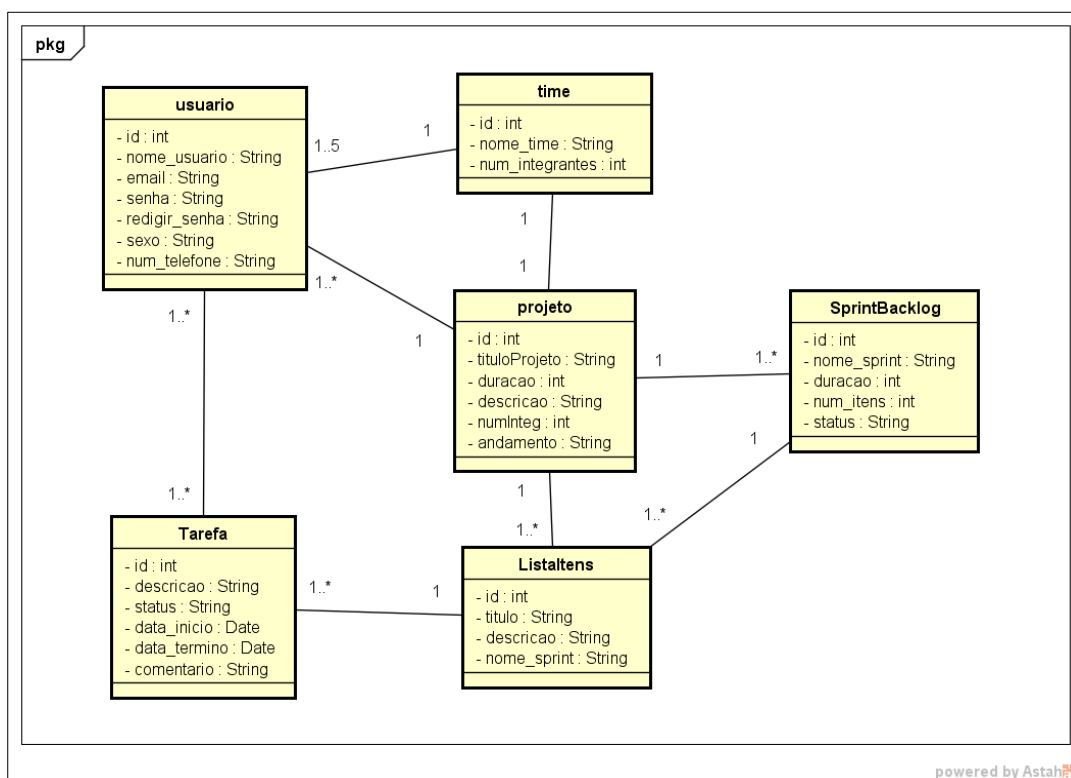 pkg
usuario
- id : int
- nome_usuario : String
- email : String
- senha : String
- redigir_senha : String
- sexo : String
- num_telefone : String
time
- id : int
- nome_time : String
- num_integrantes : int
1..5
1
1
1
1..*
1
projeto
- id : int
- tituloProjeto : String
- duracao : int
- descricao : String
- numInteg : int
- andamento : String
SprintBacklog
- id : int
- nome_sprint : String
- duracao : int
- num_itens : int
- status : String
1
1..*
1..*
1..*
1
1..*
1
1..*
Tarefa
- id : int
- descricao : String
- status : String
- data_inicio : Date
- data_termino : Date
- comentario : String
1..*
1
ListaItens
- id : int
- titulo : String
- descricao : String
- nome_sprint : String
powered by Astah